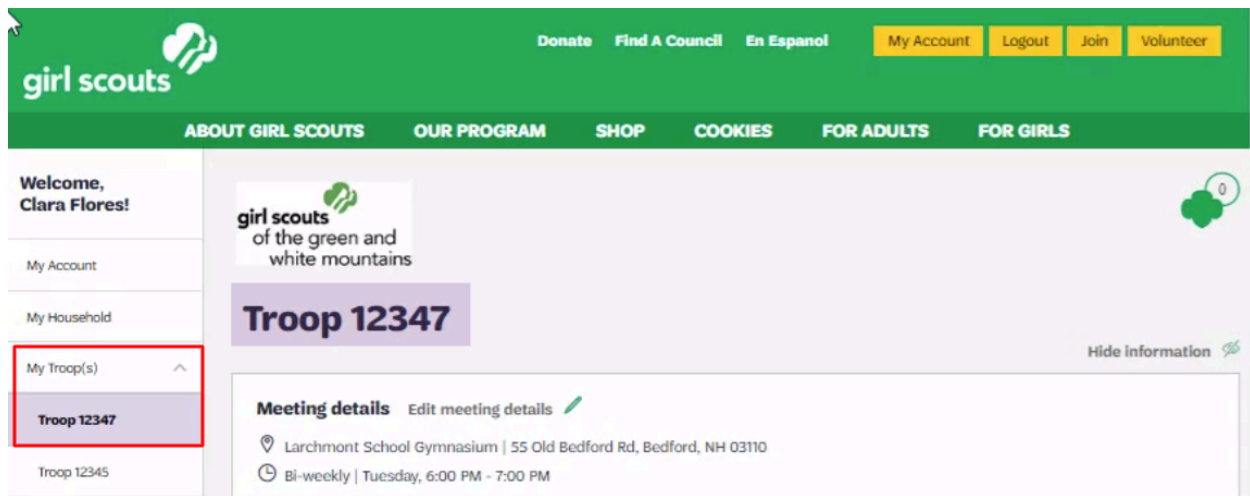 girl scouts
Donate Find A Council En Espanol My Account Logout Join Volunteer
ABOUT GIRL SCOUTS OUR PROGRAM SHOP COOKIES FOR ADULTS FOR GIRLS
Welcome,
Clara Flores!
My Account
My Household
My Troop(s)
Troop 12347
Troop 12345
girl scouts
of the green and
white mountains
0
Troop 12347
Hide information
Meeting details Edit meeting details
Larchmont School Gymnasium | 55 Old Bedford Rd, Bedford, NH 03110
Bi-weekly | Tuesday, 6:00 PM - 7:00 PM